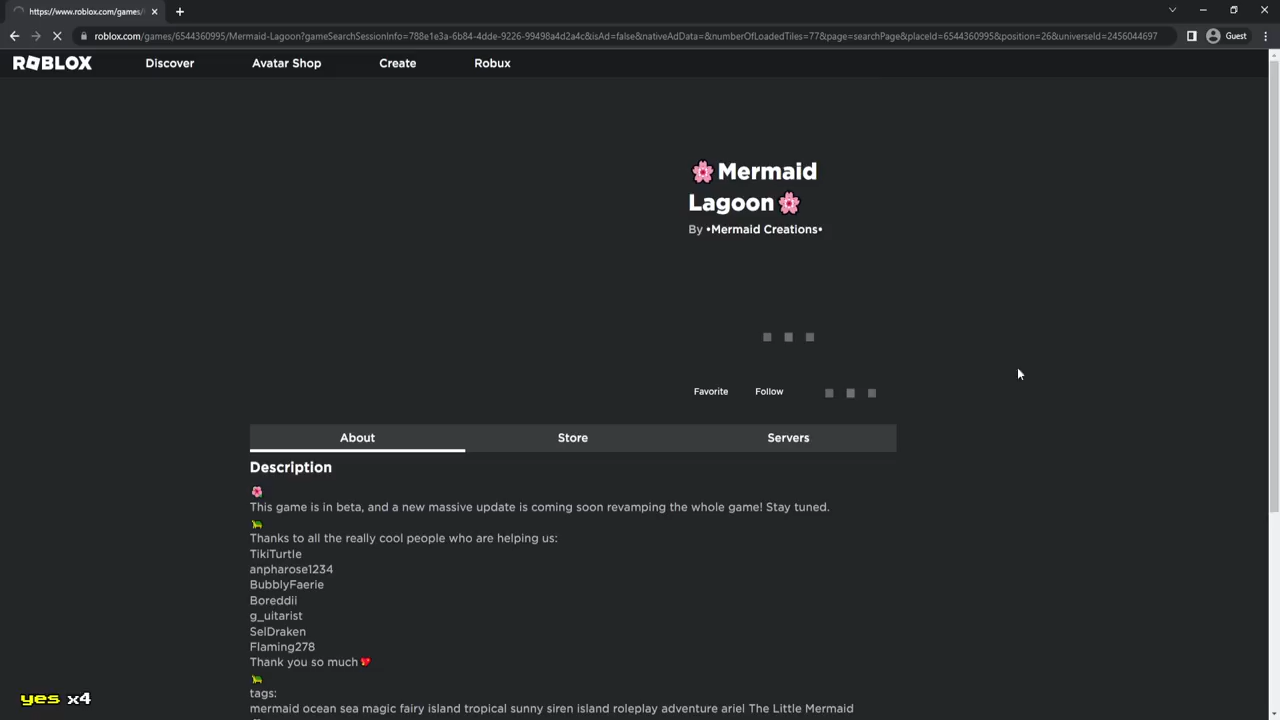 https://www.roblox.com/games/
roblox.com/games/6544360995/Mermaid-Lagoon?gameSearchSessionInfo=788e1e3a-6b84-4dde-9226-99498a4d2a4c&isAd=false&nativeAdData=&numberOfLoadedTiles=77&page=searchPage&placeId=6544360995&position=26&universeId=2456044697
Guest
ROBLOX Discover Avatar Shop Create Robux
🌸Mermaid
Lagoon🌸
By •Mermaid Creations•
Favorite Follow
About Store Servers
Description
🌺
This game is in beta, and a new massive update is coming soon revamping the whole game! Stay tuned.
Thanks to all the really cool people who are helping us:
TikiTurtle
anpharose1234
BubblyFaerie
Boreddii
g_uitarist
SelDraken
Flaming278
Thank you so much
tags:
mermaid ocean sea magic fairy island tropical sunny siren island roleplay adventure ariel The Little Mermaid
yes x4